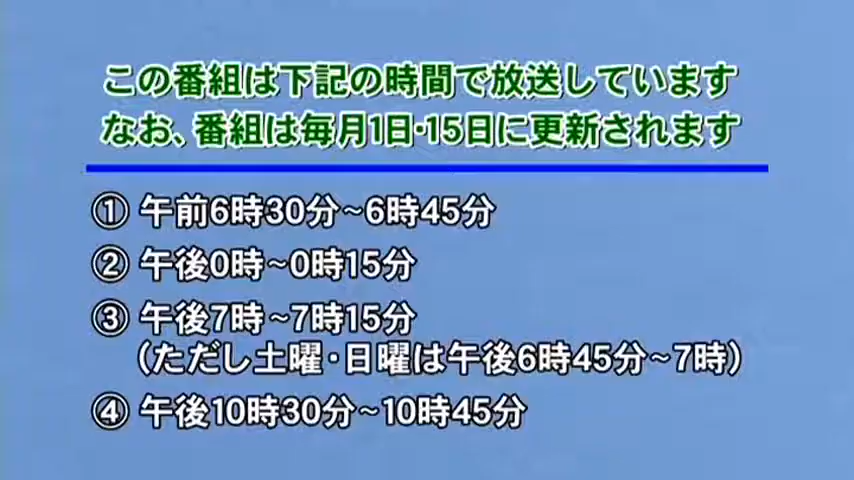 この番組は下記の時間で放送しています
なお、番組は毎月1日・15日に更新されます
① 午前6時30分~6時45分
② 午後0時~0時15分
③ 午後7時~7時15分
(ただし土曜・日曜は午後6時45分~7時)
④ 午後10時30分~10時45分